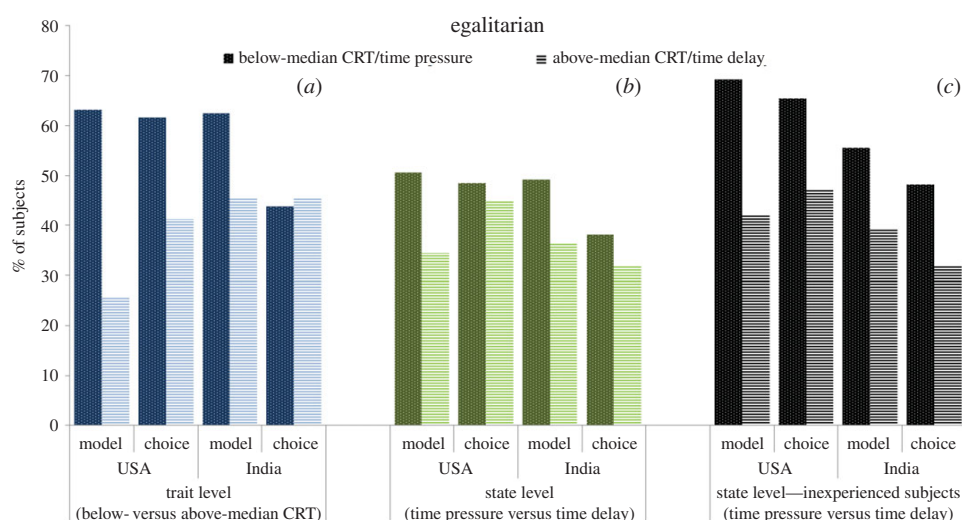 egalitarian
below-median CRT/time pressure above-median CRT/time delay
(a) (b) (c)
80
70
60
50
40
30
20
10
0
% of subjects
model choice model choice model choice model choice model choice model choice
USA India USA India USA India
trait level state level state level—inexperienced subjects
(below- versus above-median CRT) (time pressure versus time delay) (time pressure versus time delay)